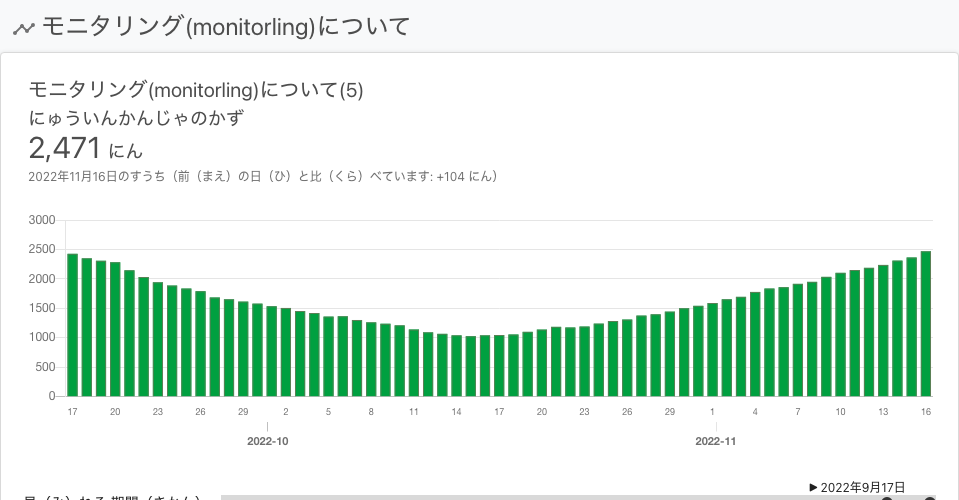 モニタリング(monitorling)について
モニタリング(monitorling)について(5)
にゅういんかんじゃのかず
2,471 にん
2022年11月16日のすうち（前（まえ）の日（ひ）と比（くら）べています: +104 にん）
3000
2500
2000
1500
1000
500
0
17 20 23 26 29 2 5 8 11 14 17 20 23 26 29 1 4 7 10 13 16
2022-10 2022-11
▶ 2022年9月17日